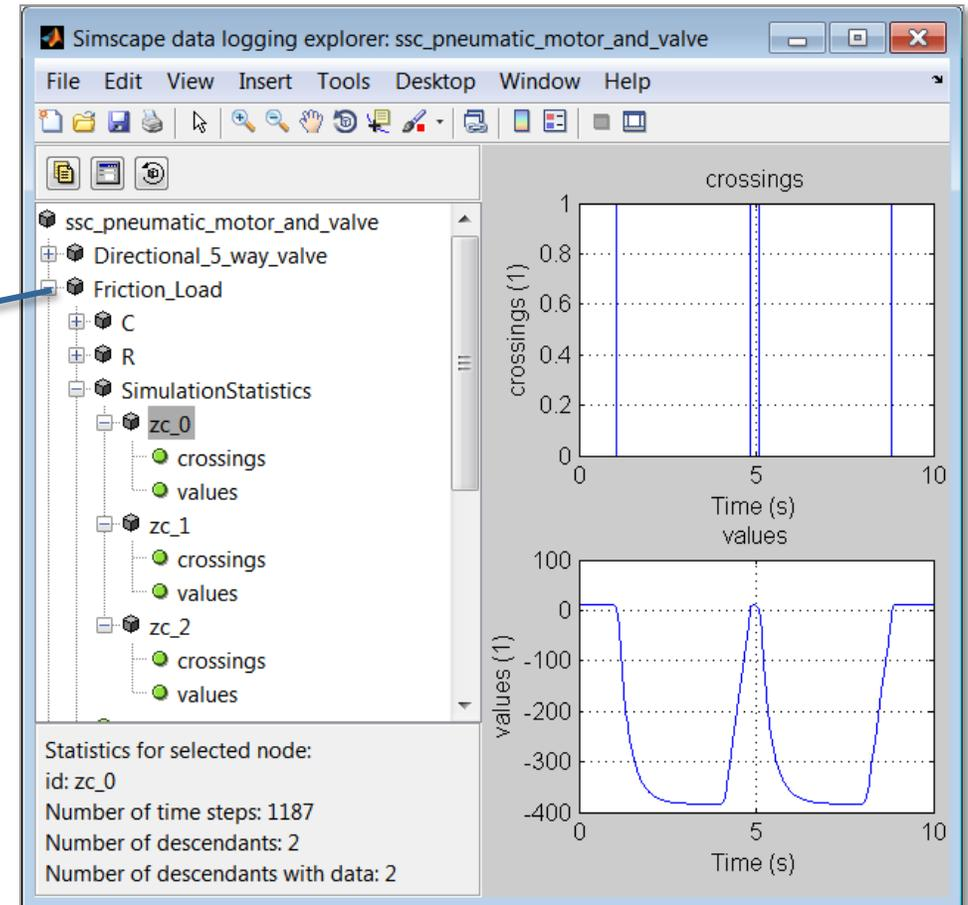 Simscape data logging explorer: ssc_pneumatic_motor_and_valve
File Edit View Insert Tools Desktop Window Help
ssc_pneumatic_motor_and_valve
Directional_5_way_valve
Friction_Load
C
R
SimulationStatistics
zc_0
crossings
values
zc_1
crossings
values
zc_2
crossings
values
Statistics for selected node:
id: zc_0
Number of time steps: 1187
Number of descendants: 2
Number of descendants with data: 2
crossings
1
0.8
0.6
0.4
0.2
0
crossings (1)
0 5 10
Time (s)
values
100
0
-100
-200
-300
-400
values (1)
0 5 10
Time (s)